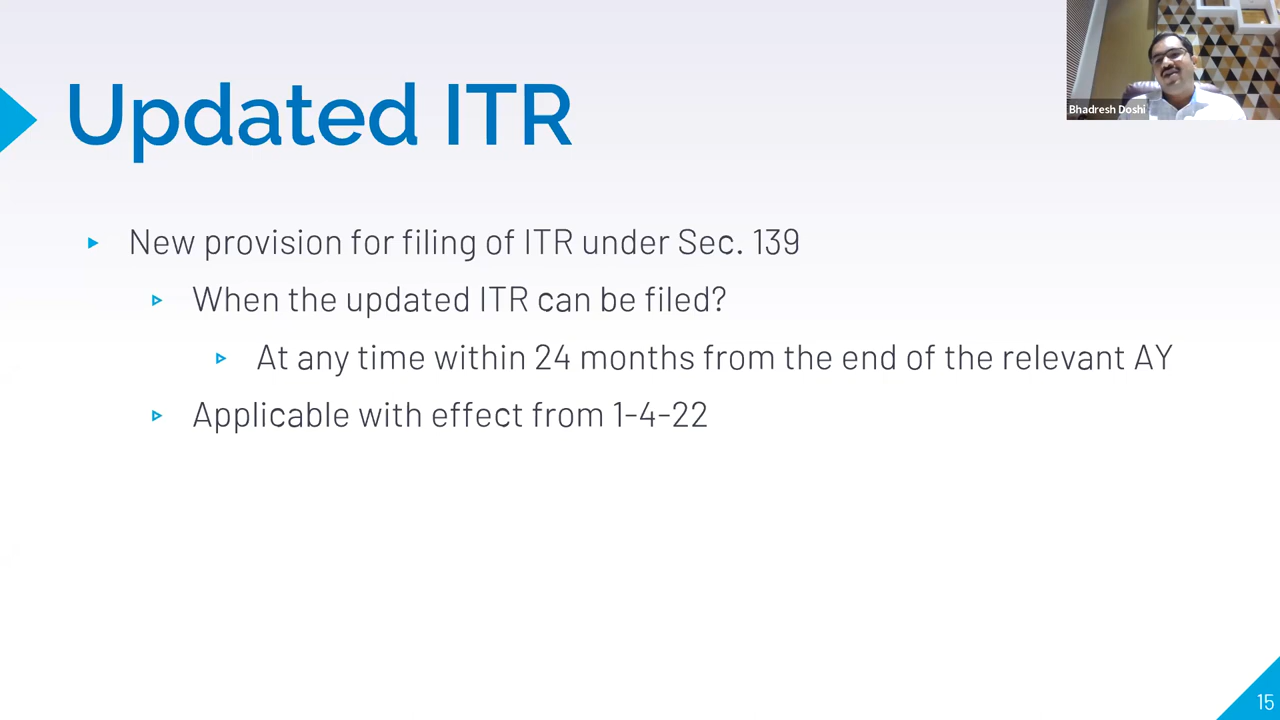 Updated ITR
Bhadresh Doshi
New provision for filing of ITR under Sec. 139
When the updated ITR can be filed?
At any time within 24 months from the end of the relevant AY
Applicable with effect from 1-4-22
15